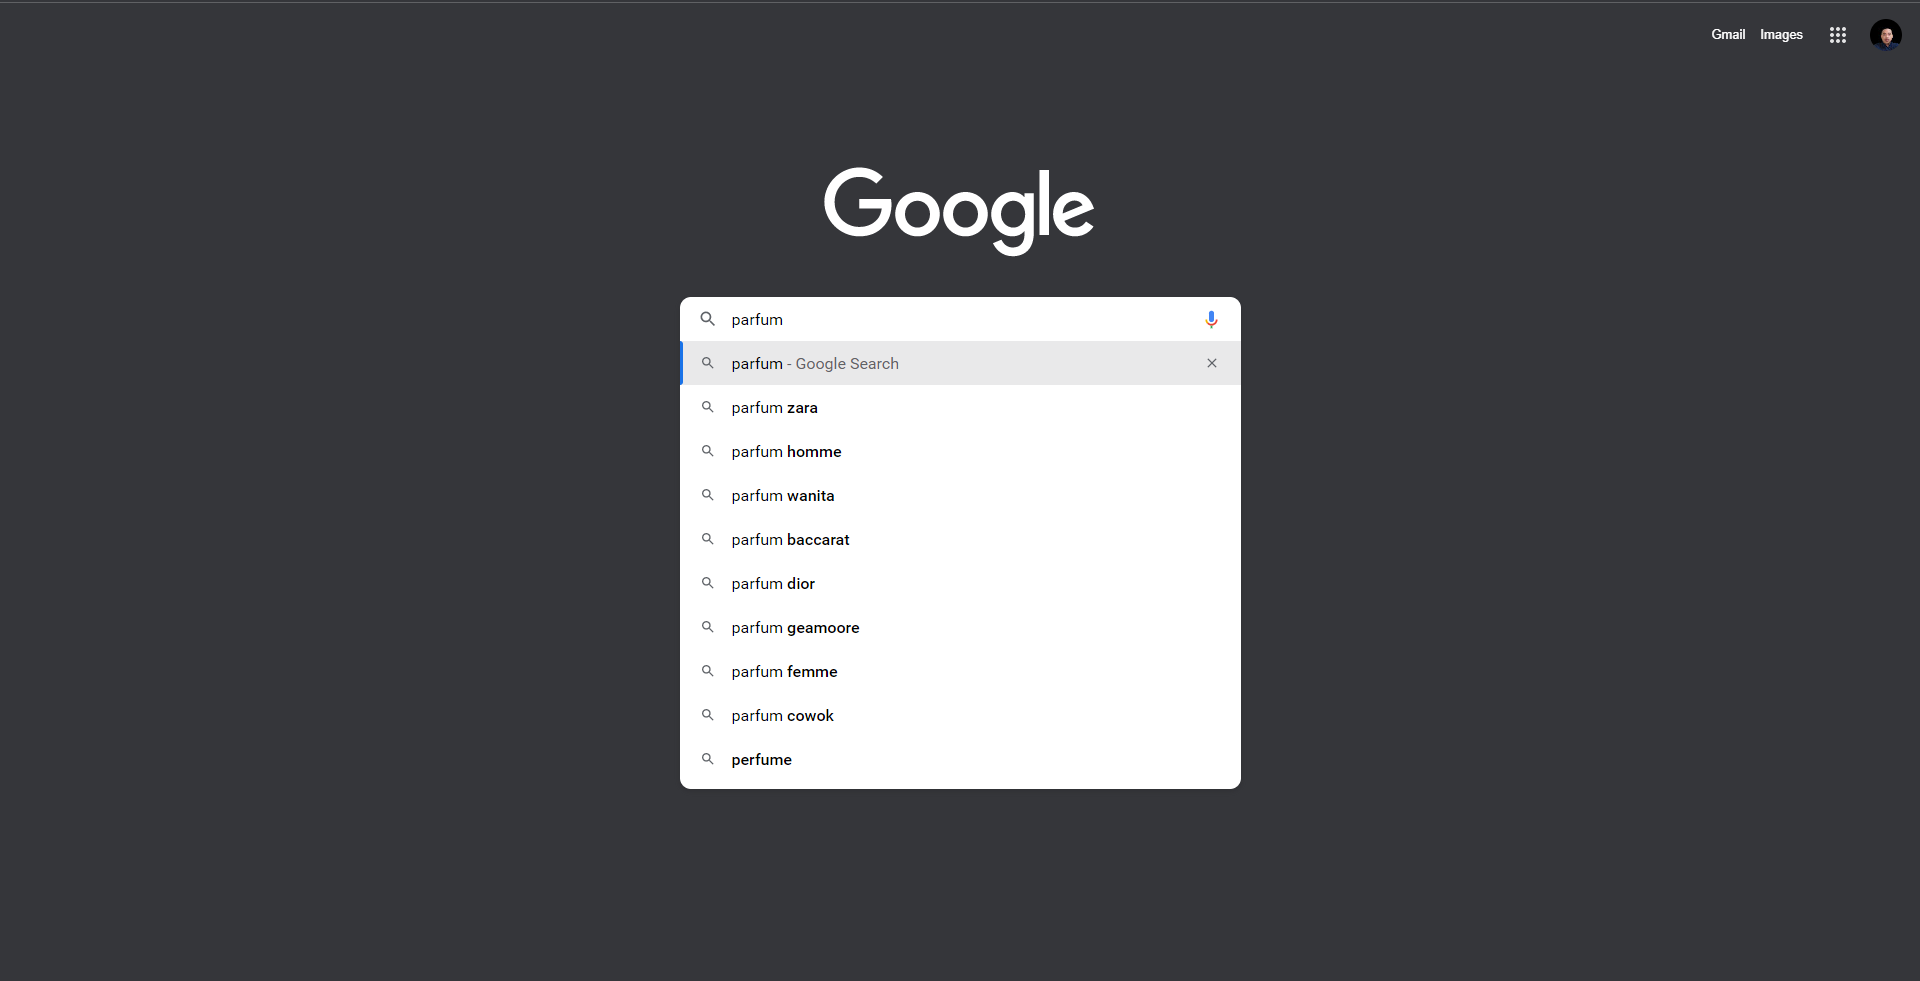 Gmail Images
Google
parfum
parfum - Google Search
parfum zara
parfum homme
parfum wanita
parfum baccarat
parfum dior
parfum geamoore
parfum femme
parfum cowok
perfume